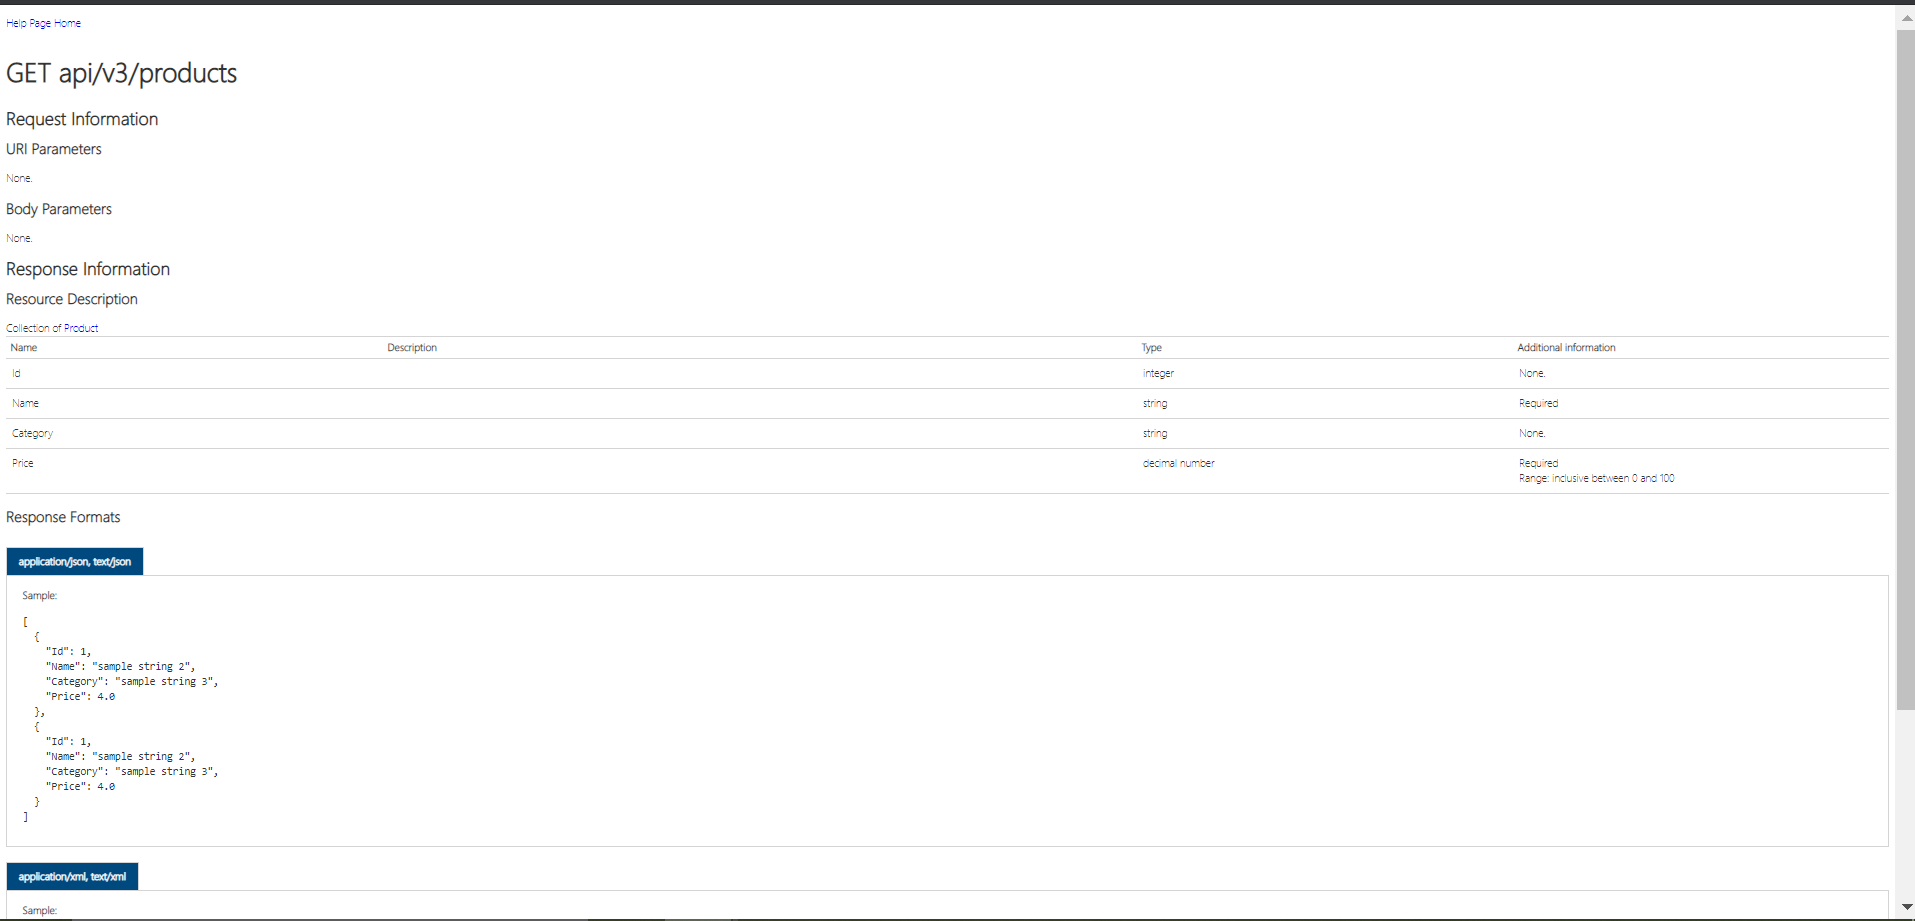 Help Page Home
GET api/v3/products
Request Information
URI Parameters
None.
Body Parameters
None.
Response Information
Resource Description
Collection of Product
Name Description Type Additional information
Id integer None.
Name string Required
Category string None.
Price decimal number Required
Range: inclusive between 0 and 100
Response Formats
application/json, text/json
Sample:
[
  {
    "Id": 1,
    "Name": "sample string 2",
    "Category": "sample string 3",
    "Price": 4.0
  },
  {
    "Id": 1,
    "Name": "sample string 2",
    "Category": "sample string 3",
    "Price": 4.0
  }
]
application/xml, text/xml
Sample: